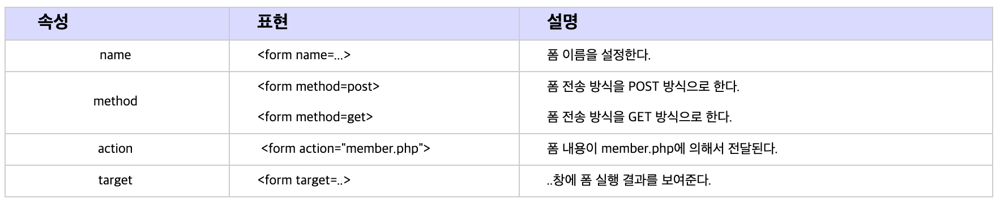 속성 표현 설명
name <form name=...> 폼 이름을 설정한다.
<form method=post> 폼 전송 방식을 POST 방식으로 한다.
method
<form method=get> 폼 전송 방식을 GET 방식으로 한다.
action <form action="member.php"> 폼 내용이 member.php에 의해서 전달된다.
target <form target=..> ..창에 폼 실행 결과를 보여준다.